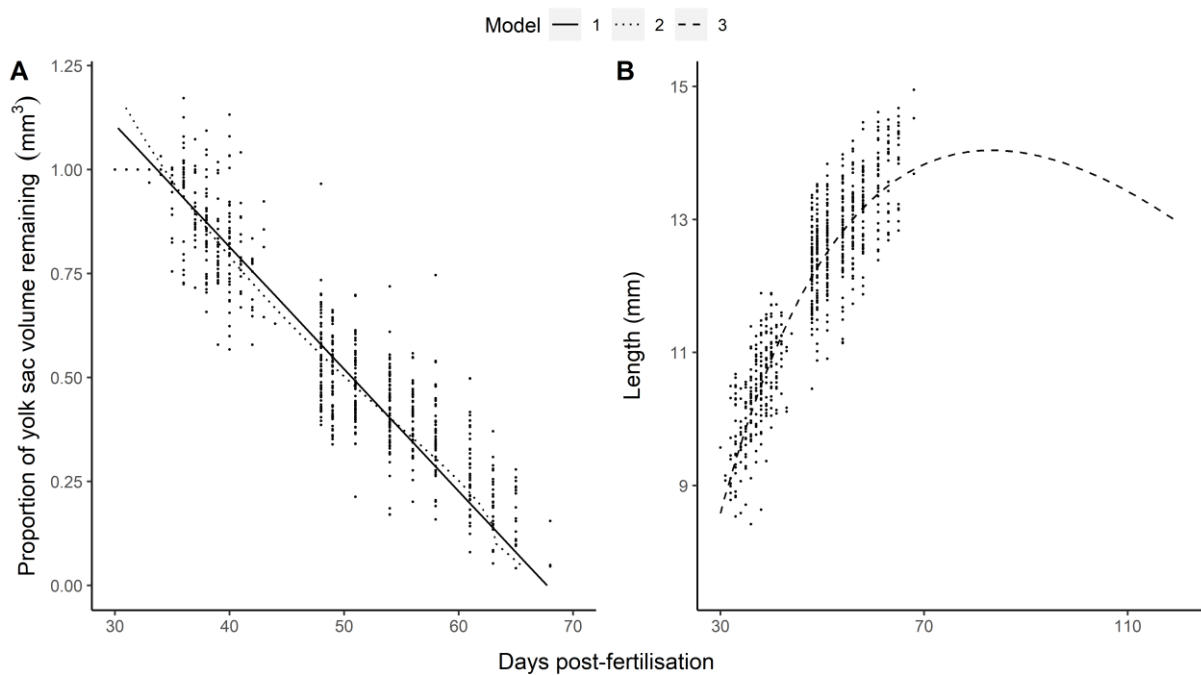 Model 1 2 3
A
Proportion of yolk sac volume remaining (mm³)
1.25
1.00
0.75
0.50
0.25
0.00
30 40 50 60 70
B
Length (mm)
15
13
11
9
30 70 110
Days post-fertilisation